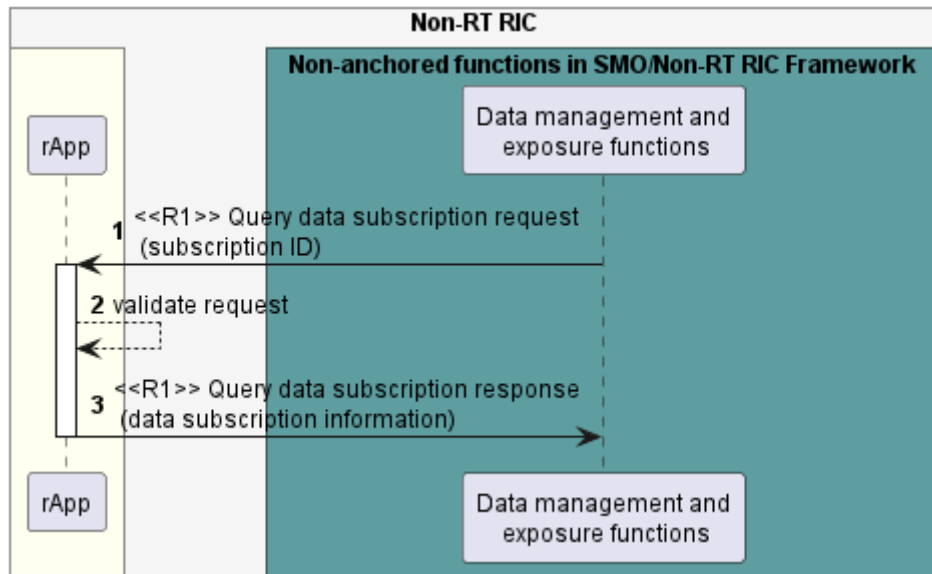 Non-RT RIC
Non-anchored functions in SMO/Non-RT RIC Framework
rApp
Data management and
exposure functions
<<R1>> Query data subscription request
1
(subscription ID)
2 validate request
<<R1>> Query data subscription response
3
(data subscription information)
rApp
Data management and
exposure functions